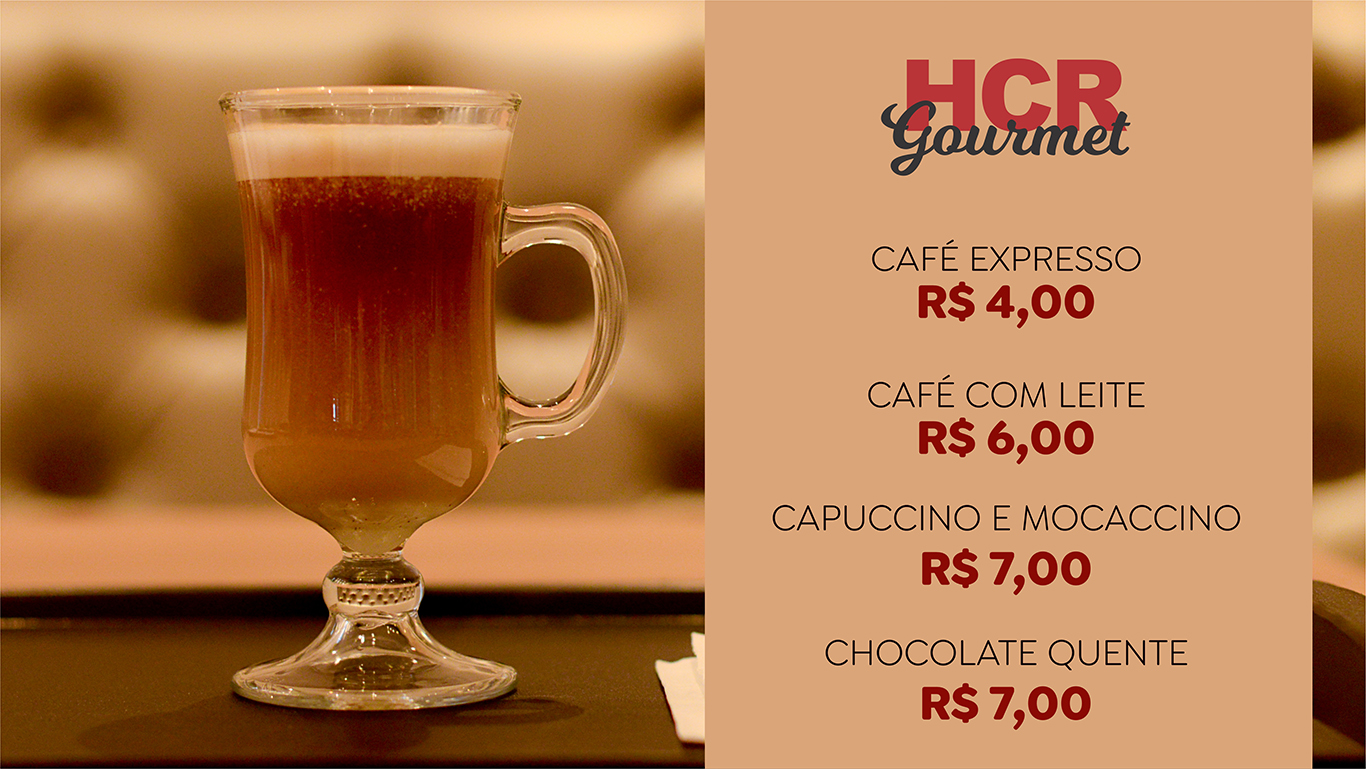 HCR
Gourmet
CAFÉ EXPRESSO
R$ 4,00
CAFÉ COM LEITE
R$ 6,00
CAPUCCINO E MOCACCINO
R$ 7,00
CHOCOLATE QUENTE
R$ 7,00